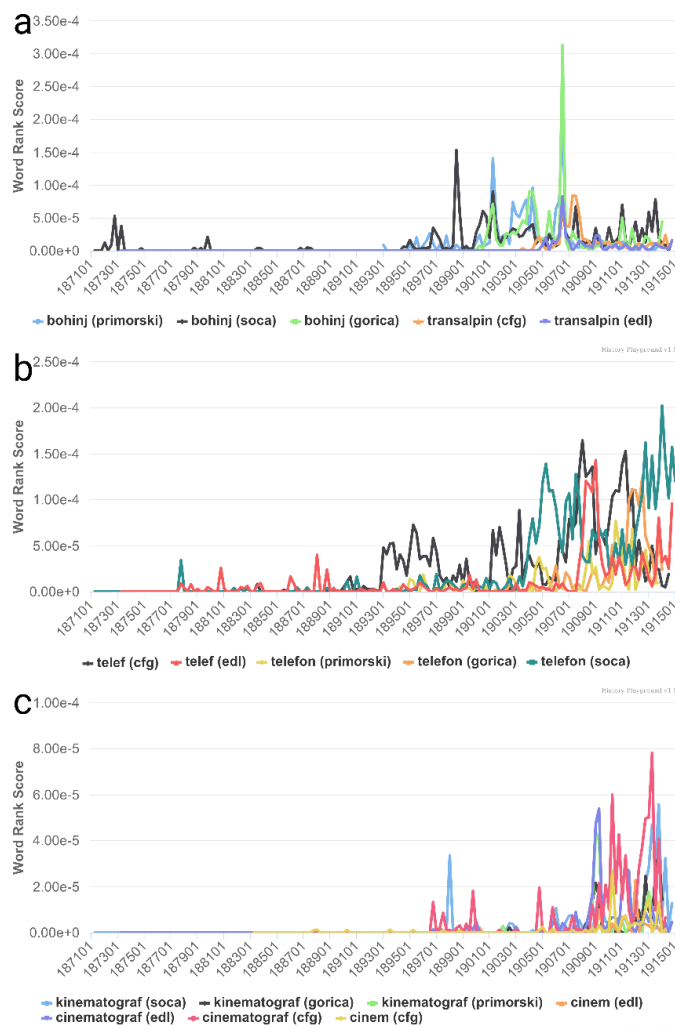 a
3.50e-4
3.00e-4
2.50e-4
2.00e-4
1.50e-4
1.00e-4
5.00e-5
0.00e+0
Word Rank Score
187101 187301 187501 187701 187901 188101 188301 188501 188701 188901 189101 189301 189501 189701 189901 190101 190301 190501 190701 190901 191101 191301 191501
bohinj (primorski) bohinj (soca) bohinj (gorica) transalpin (cfg) transalpin (edl)
History Playground
b
2.50e-4
2.00e-4
1.50e-4
1.00e-4
5.00e-5
0.00e+0
Word Rank Score
187101 187301 187501 187701 187901 188101 188301 188501 188701 188901 189101 189301 189501 189701 189901 190101 190301 190501 190701 190901 191101 191301 191501
telef (cfg) telef (edl) telefon (primorski) telefon (gorica) telefon (soca)
History Playground
c
1.00e-4
8.00e-5
6.00e-5
4.00e-5
2.00e-5
0.00e+0
Word Rank Score
187101 187301 187501 187701 187901 188101 188301 188501 188701 188901 189101 189301 189501 189701 189901 190101 190301 190501 190701 190901 191101 191301 191501
kinematograf (soca) kinematograf (gorica) kinematograf (primorski) cinem (edl)
cinematograf (edl) cinematograf (cfg) cinem (cfg)